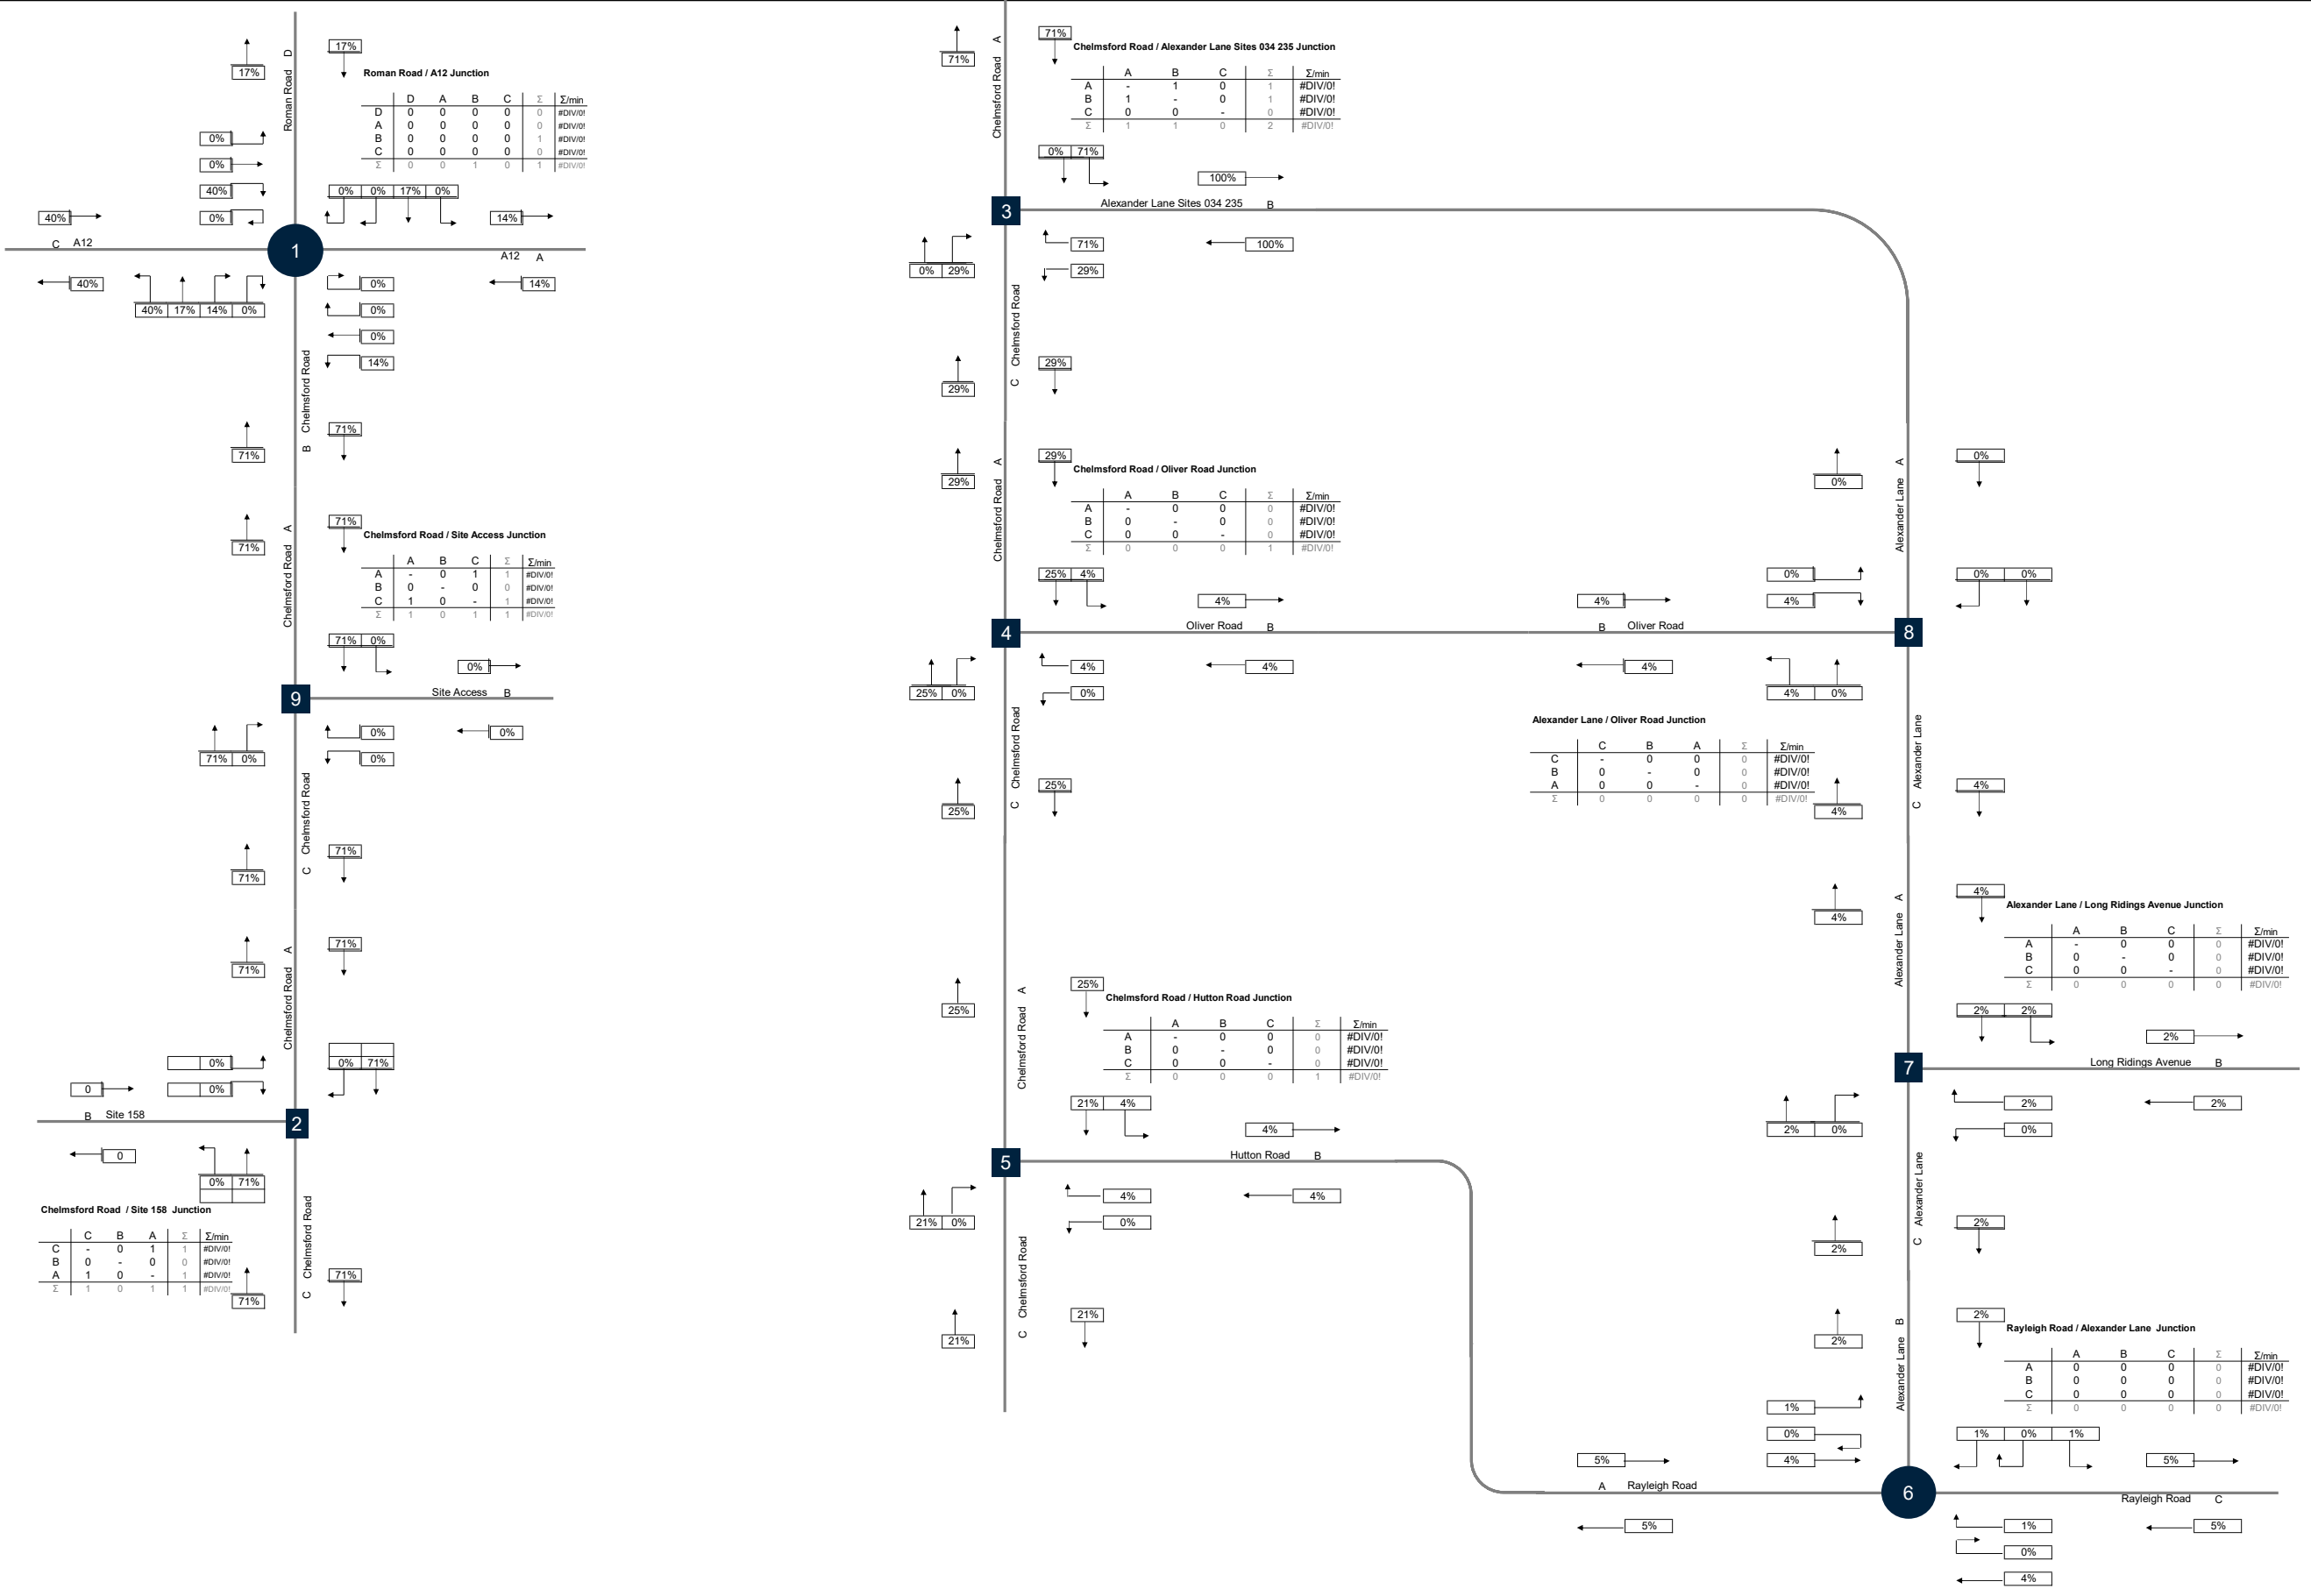 Roman Road D
17%
17%
Roman Road / A12 Junction
D A B C Σ Σ/min
D 0 0 0 0 0 #DIV/0!
A 0 0 0 0 0 #DIV/0!
B 0 0 0 0 1 #DIV/0!
C 0 0 0 0 0 #DIV/0!
Σ 0 0 1 0 1 #DIV/0!
0%
0%
40%
0%
0% 0% 17% 0%
40%
14%
C A12
1
A12 A
40%
40% 17% 14% 0%
0%
0%
0%
14%
14%
B Chelmsford Road
71%
71%
Chelmsford Road A
71%
71%
Chelmsford Road / Site Access Junction
A B C Σ Σ/min
A - 0 1 1 #DIV/0!
B 0 - 0 0 #DIV/0!
C 1 0 - 1 #DIV/0!
Σ 1 0 1 1 #DIV/0!
71% 0%
0%
Site Access B
9
71% 0%
0%
0%
0%
C Chelmsford Road
71%
71%
Chelmsford Road A
71%
71%
0%
0%
0% 71%
0
B Site 158
2
0
0% 71%
Chelmsford Road / Site 158 Junction
C B A Σ Σ/min
C - 0 1 1 #DIV/0!
B 0 - 0 0 #DIV/0!
A 1 0 - 1 #DIV/0!
Σ 1 0 1 1 #DIV/0!
71%
C Chelmsford Road
71%
Chelmsford Road A
71%
71%
Chelmsford Road / Alexander Lane Sites 034 235 Junction
A B C Σ Σ/min
A - 1 0 1 #DIV/0!
B 1 - 0 1 #DIV/0!
C 0 0 - 0 #DIV/0!
Σ 1 1 0 2 #DIV/0!
0% 71%
100%
Alexander Lane Sites 034 235 B
3
0% 29%
71%
29%
100%
C Chelmsford Road
29%
29%
Chelmsford Road A
29%
29%
Chelmsford Road / Oliver Road Junction
A B C Σ Σ/min
A - 0 0 0 #DIV/0!
B 0 - 0 0 #DIV/0!
C 0 0 - 0 #DIV/0!
Σ 0 0 0 1 #DIV/0!
25% 4%
4%
Oliver Road B
4
25% 0%
4%
0%
4%
C Chelmsford Road
25%
25%
Chelmsford Road A
25%
25%
Chelmsford Road / Hutton Road Junction
A B C Σ Σ/min
A - 0 0 0 #DIV/0!
B 0 - 0 0 #DIV/0!
C 0 0 - 0 #DIV/0!
Σ 0 0 0 1 #DIV/0!
21% 4%
4%
Hutton Road B
5
21% 0%
4%
0%
4%
C Chelmsford Road
21%
21%
Alexander Lane A
0%
0%
4%
B Oliver Road
0%
4%
0% 0%
8
4%
4% 0%
Alexander Lane / Oliver Road Junction
C B A Σ Σ/min
C - 0 0 0 #DIV/0!
B 0 - 0 0 #DIV/0!
A 0 0 - 0 #DIV/0!
Σ 0 0 0 0 #DIV/0!
4%
C Alexander Lane
4%
Alexander Lane A
4%
4%
Alexander Lane / Long Ridings Avenue Junction
A B C Σ Σ/min
A - 0 0 0 #DIV/0!
B 0 - 0 0 #DIV/0!
C 0 0 - 0 #DIV/0!
Σ 0 0 0 0 #DIV/0!
2% 2%
2%
Long Ridings Avenue B
7
2% 0%
2%
0%
2%
C Alexander Lane
2%
2%
Alexander Lane B
2%
2%
Rayleigh Road / Alexander Lane Junction
A B C Σ Σ/min
A 0 0 0 0 #DIV/0!
B 0 0 0 0 #DIV/0!
C 0 0 0 0 #DIV/0!
Σ 0 0 0 0 #DIV/0!
1%
0%
4%
1% 0% 1%
5%
5%
A Rayleigh Road
6
Rayleigh Road C
5%
1%
0%
4%
5%